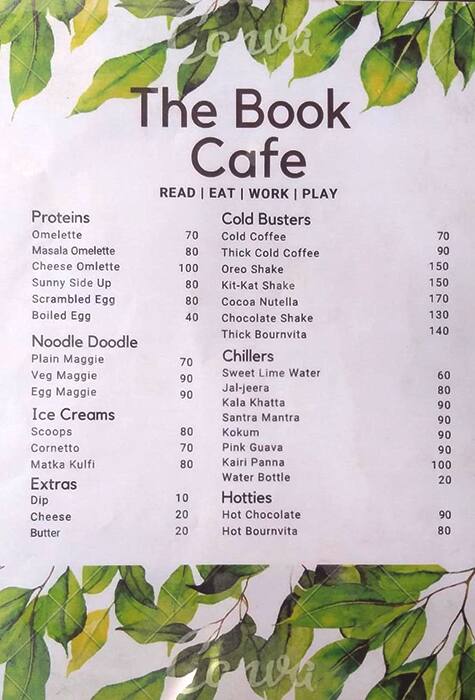 Canva
The Book
Cafe
READ | EAT | WORK | PLAY
Proteins
Omelette 70
Masala Omelette 80
Cheese Omlette 100
Sunny Side Up 80
Scrambled Egg 80
Boiled Egg 40
Noodle Doodle
Plain Maggie 70
Veg Maggie 90
Egg Maggie 90
Ice Creams
Scoops 80
Cornetto 70
Matka Kulfi 80
Extras
Dip 10
Cheese 20
Butter 20
Cold Busters
Cold Coffee 70
Thick Cold Coffee 90
Oreo Shake 150
Kit-Kat Shake 150
Cocoa Nutella 170
Chocolate Shake 130
Thick Bournvita 140
Chillers
Sweet Lime Water 60
Jal-jeera 80
Kala Khatta 90
Santra Mantra 90
Kokum 90
Pink Guava 90
Kairi Panna 100
Water Bottle 20
Hotties
Hot Chocolate 90
Hot Bournvita 80
Canva